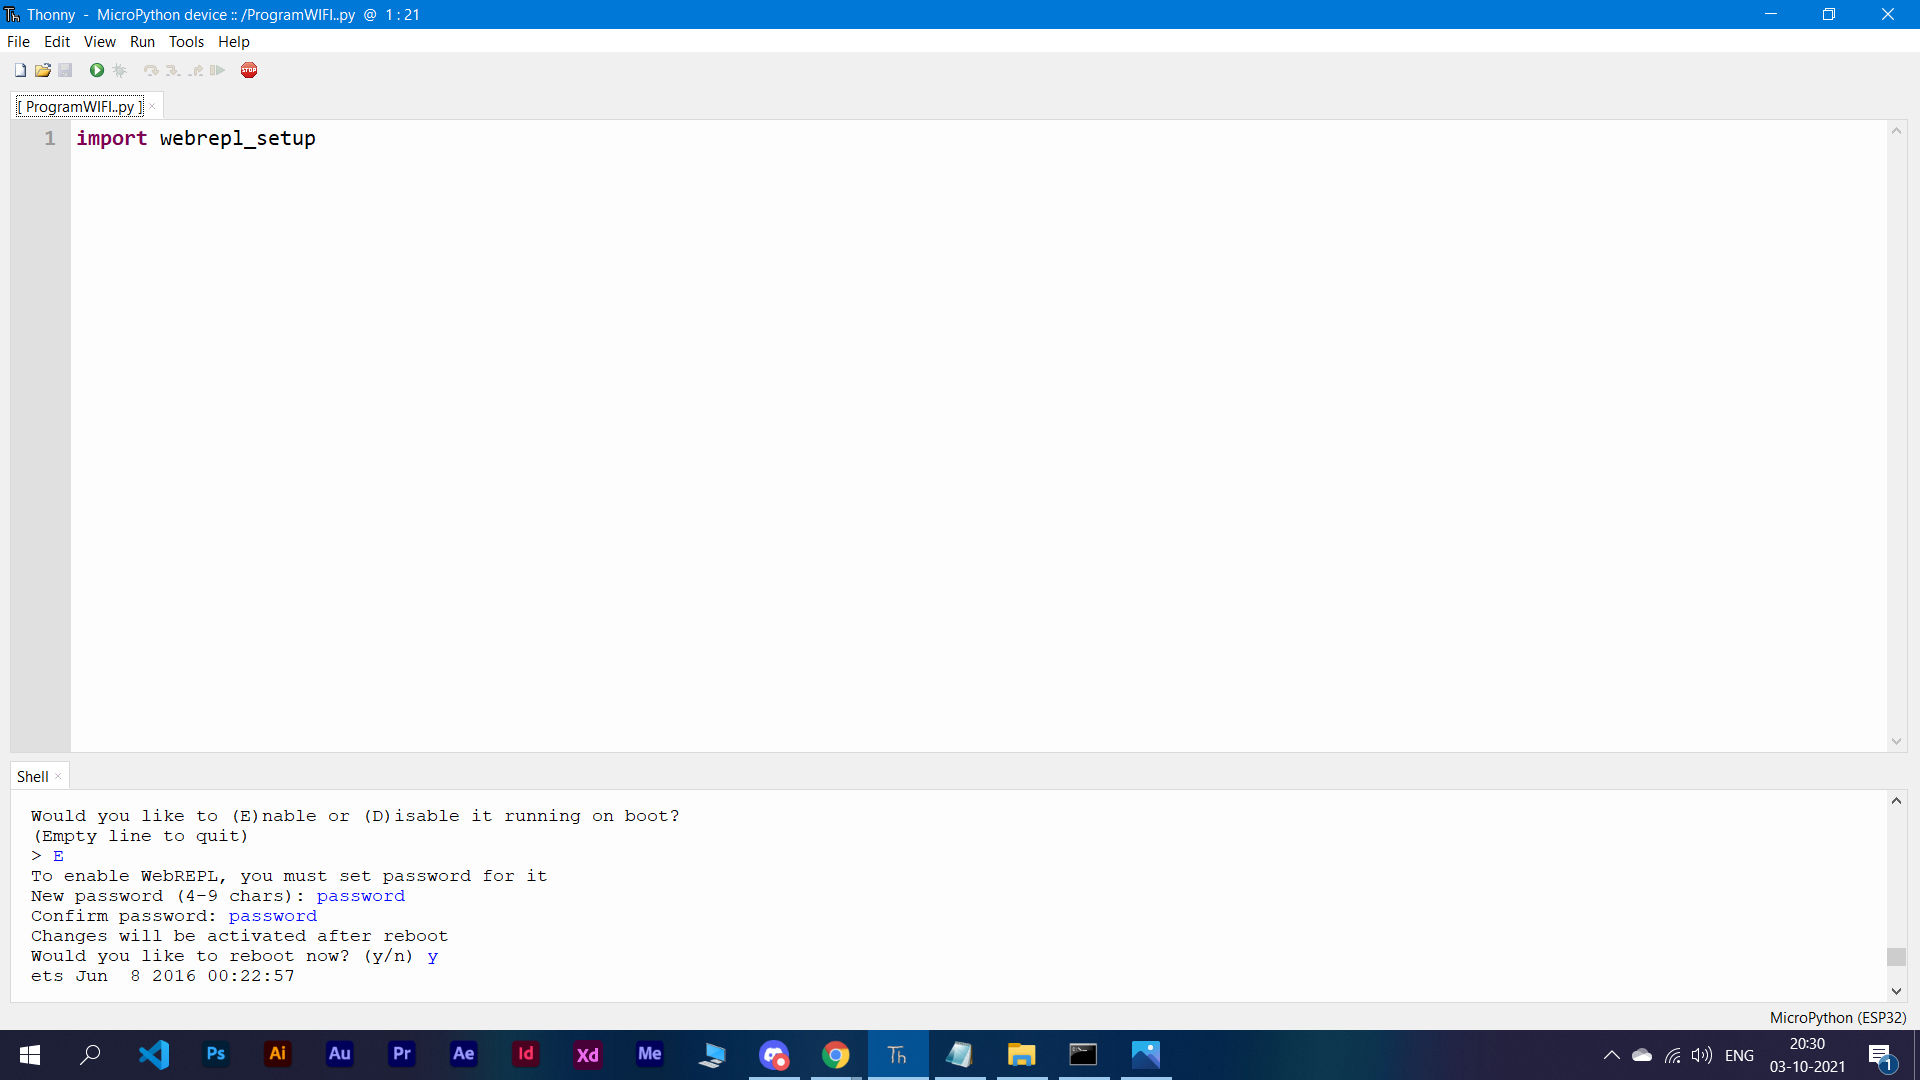 Th Thonny - MicroPython device :: /ProgramWIFI..py @ 1 : 21
File Edit View Run Tools Help
STOP
[ ProgramWIFI..py ] ×
1 import webrepl_setup
Shell ×
Would you like to (E)nable or (D)isable it running on boot?
(Empty line to quit)
> E
To enable WebREPL, you must set password for it
New password (4-9 chars): password
Confirm password: password
Changes will be activated after reboot
Would you like to reboot now? (y/n) y
ets Jun  8 2016 00:22:57
MicroPython (ESP32)
Ps Ai Au Pr Ae Id Xd Me Th ENG 20:30
03-10-2021
1